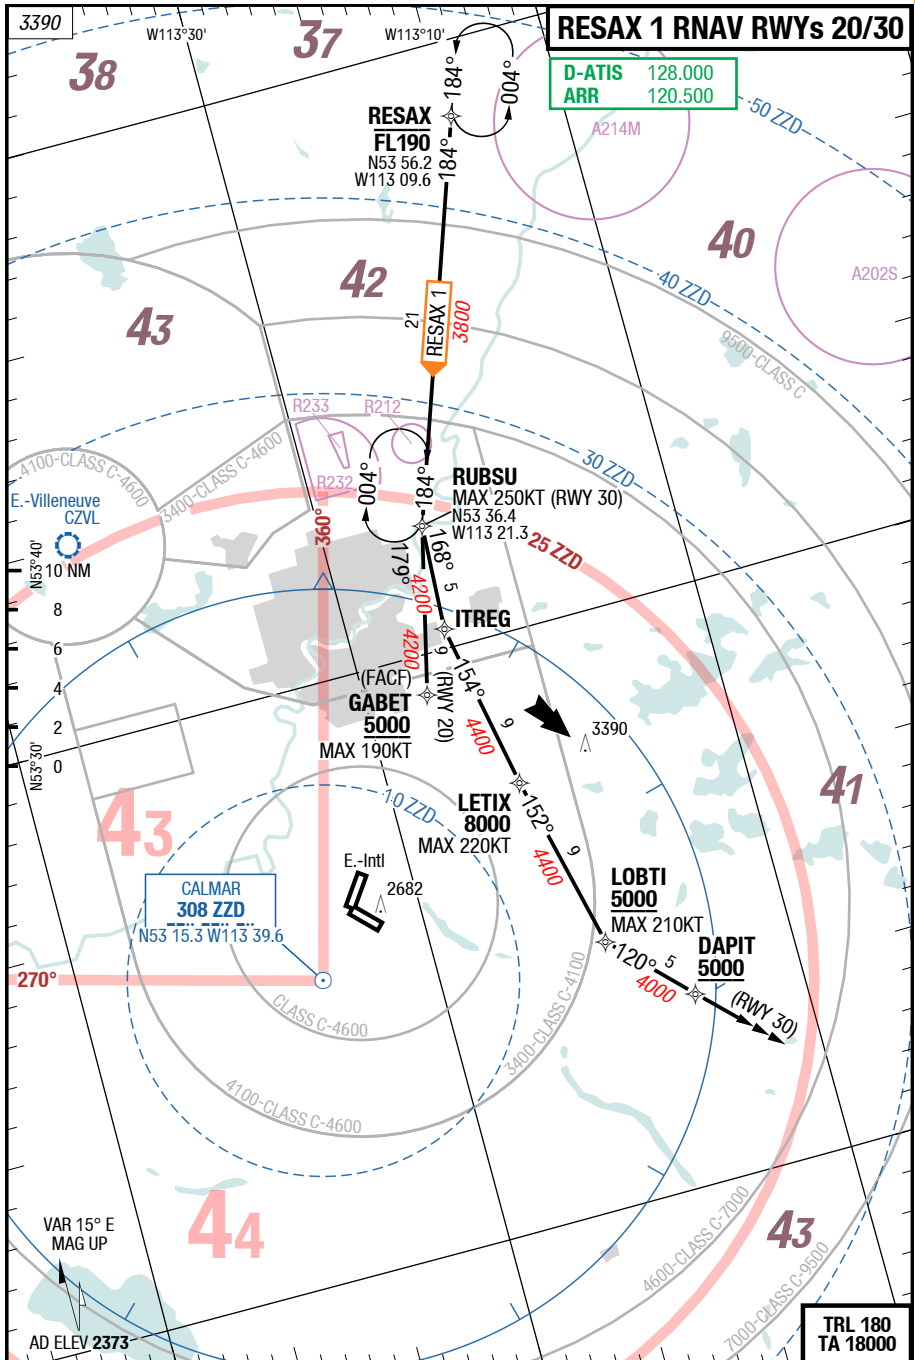 3390
W113°30'
37
W113°10'
RESAX 1 RNAV RWYs 20/30
38
D-ATIS 128.000
ARR 120.500
184°
004°
50 ZZD
A214M
RESAX
FL190
N53 56.2
W113 09.6
184°
40
A202S
42
40 ZZD
43
21
RESAX 1
3800
9500-CLASS C
R233
R212
4100-CLASS C-4600
3400-CLASS C-4600
30 ZZD
R232
004°
184°
RUBSU
MAX 250KT (RWY 30)
N53 36.4
W113 21.3
E.-Villeneuve
CZVL
360°
25 ZZD
N53°40'
10 NM
8
6
4
2
0
N53°30'
179°
168°
5
4200
4200
ITREG
9
(FACF)
GABET
5000
MAX 190KT
(RWY 20)
154°
9
4400
3390
41
LETIX
8000
MAX 220KT
43
10 ZZD
152°
9
4400
E.-Intl
2682
LOBTI
5000
MAX 210KT
CALMAR
308 ZZD
N53 15.3 W113 39.6
DAPIT
5000
120°
5
4000
(RWY 30)
270°
CLASS C-4600
3400-CLASS C-4100
4100-CLASS C-4600
44
43
4600-CLASS C-7000
7000-CLASS C-9500
VAR 15° E
MAG UP
AD ELEV 2373
TRL 180
TA 18000